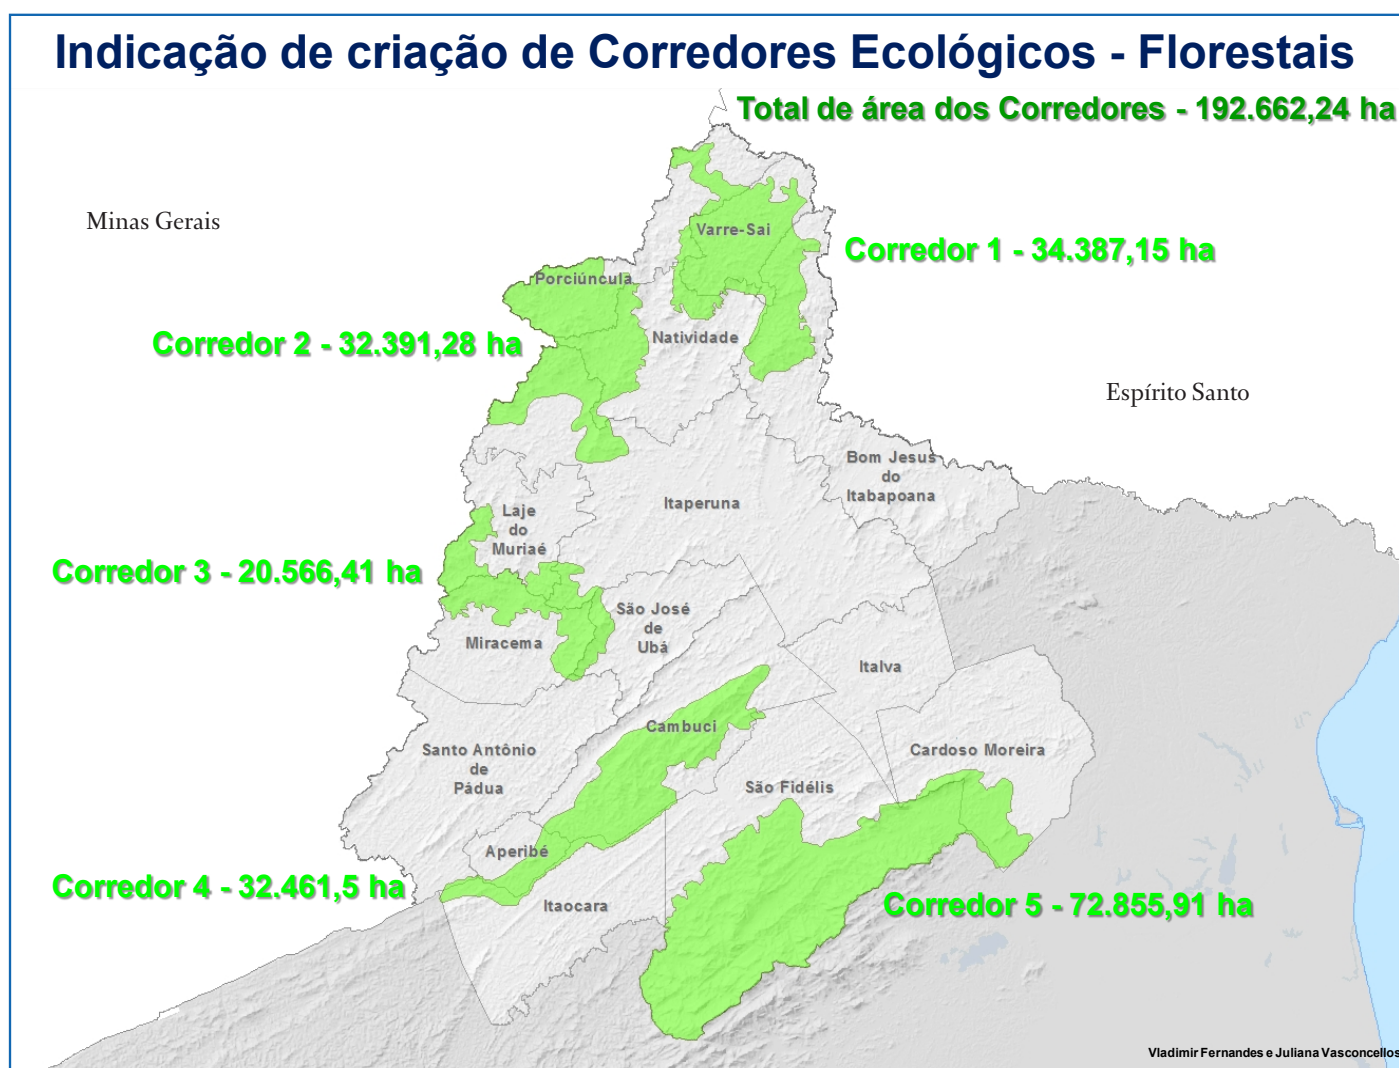 Indicação de criação de Corredores Ecológicos - Florestais
Total de área dos Corredores - 192.662,24 ha
Minas Gerais
Varre-Sai
Corredor 1 - 34.387,15 ha
Porciúncula
Corredor 2 - 32.391,28 ha
Natividade
Espírito Santo
Bom Jesus
do
Itabapoana
Itaperuna
Laje
do
Muriaé
Corredor 3 - 20.566,41 ha
São José
de
Ubá
Miracema
Italva
Cambuci
Santo Antônio
de
Pádua
Cardoso Moreira
São Fidélis
Aperibé
Corredor 4 - 32.461,5 ha
Itaocara
Corredor 5 - 72.855,91 ha
Vladimir Fernandes e Juliana Vasconcellos